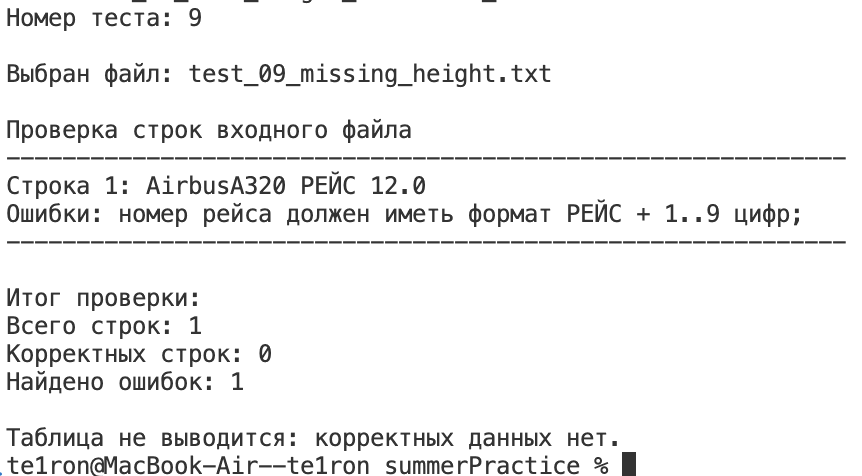 Номер теста: 9
Выбран файл: test_09_missing_height.txt
Проверка строк входного файла
------------------------------------------------------------
Строка 1: AirbusA320 РЕЙС 12.0
Ошибки: номер рейса должен иметь формат РЕЙС + 1..9 цифр;
------------------------------------------------------------
Итог проверки:
Всего строк: 1
Корректных строк: 0
Найдено ошибок: 1
Таблица не выводится: корректных данных нет.
te1ron@MacBook-Air--te1ron summerPractice %